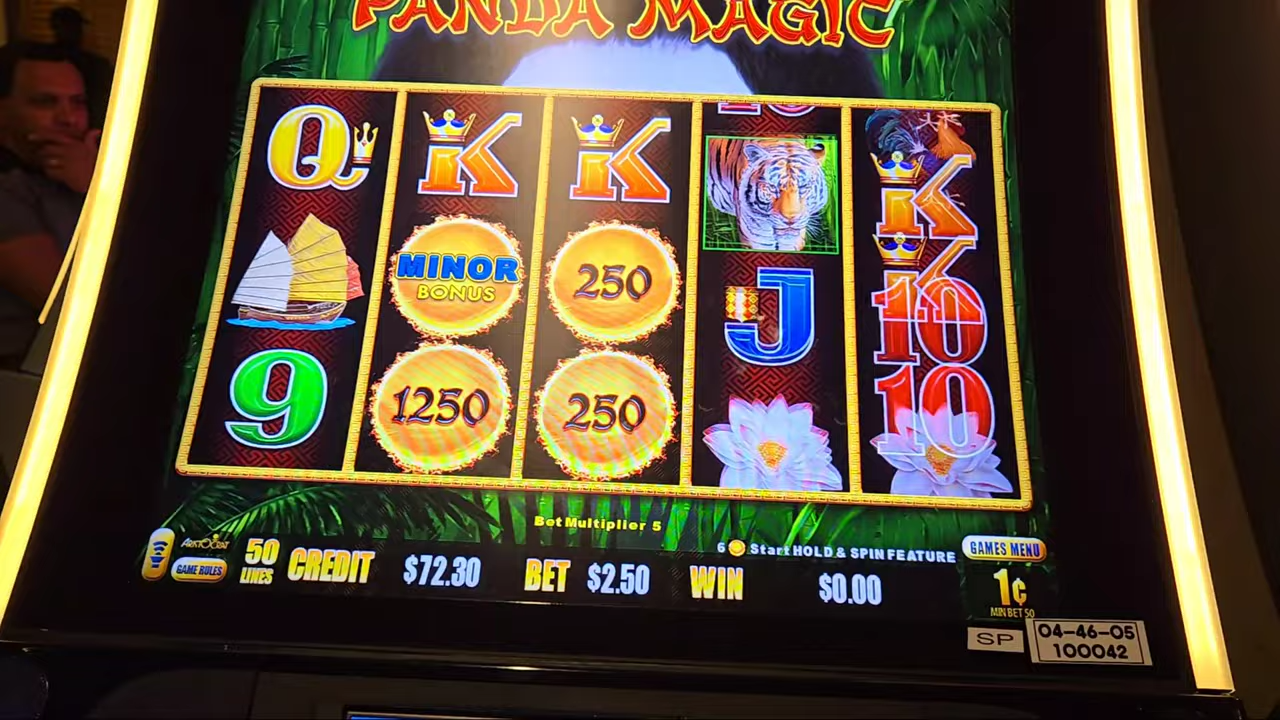 PANDA MAGIC
Q K K
K
MINOR
BONUS
250
J
10
9
1250
250
10
Bet Multiplier 5
6 Start HOLD & SPIN FEATURE
GAMES MENU
ARISTOCRAT
GAME RULES
50
LINES
CREDIT $72.30 BET $2.50 WIN $0.00
1¢
MIN BET 50
SP
04-46-05
100042